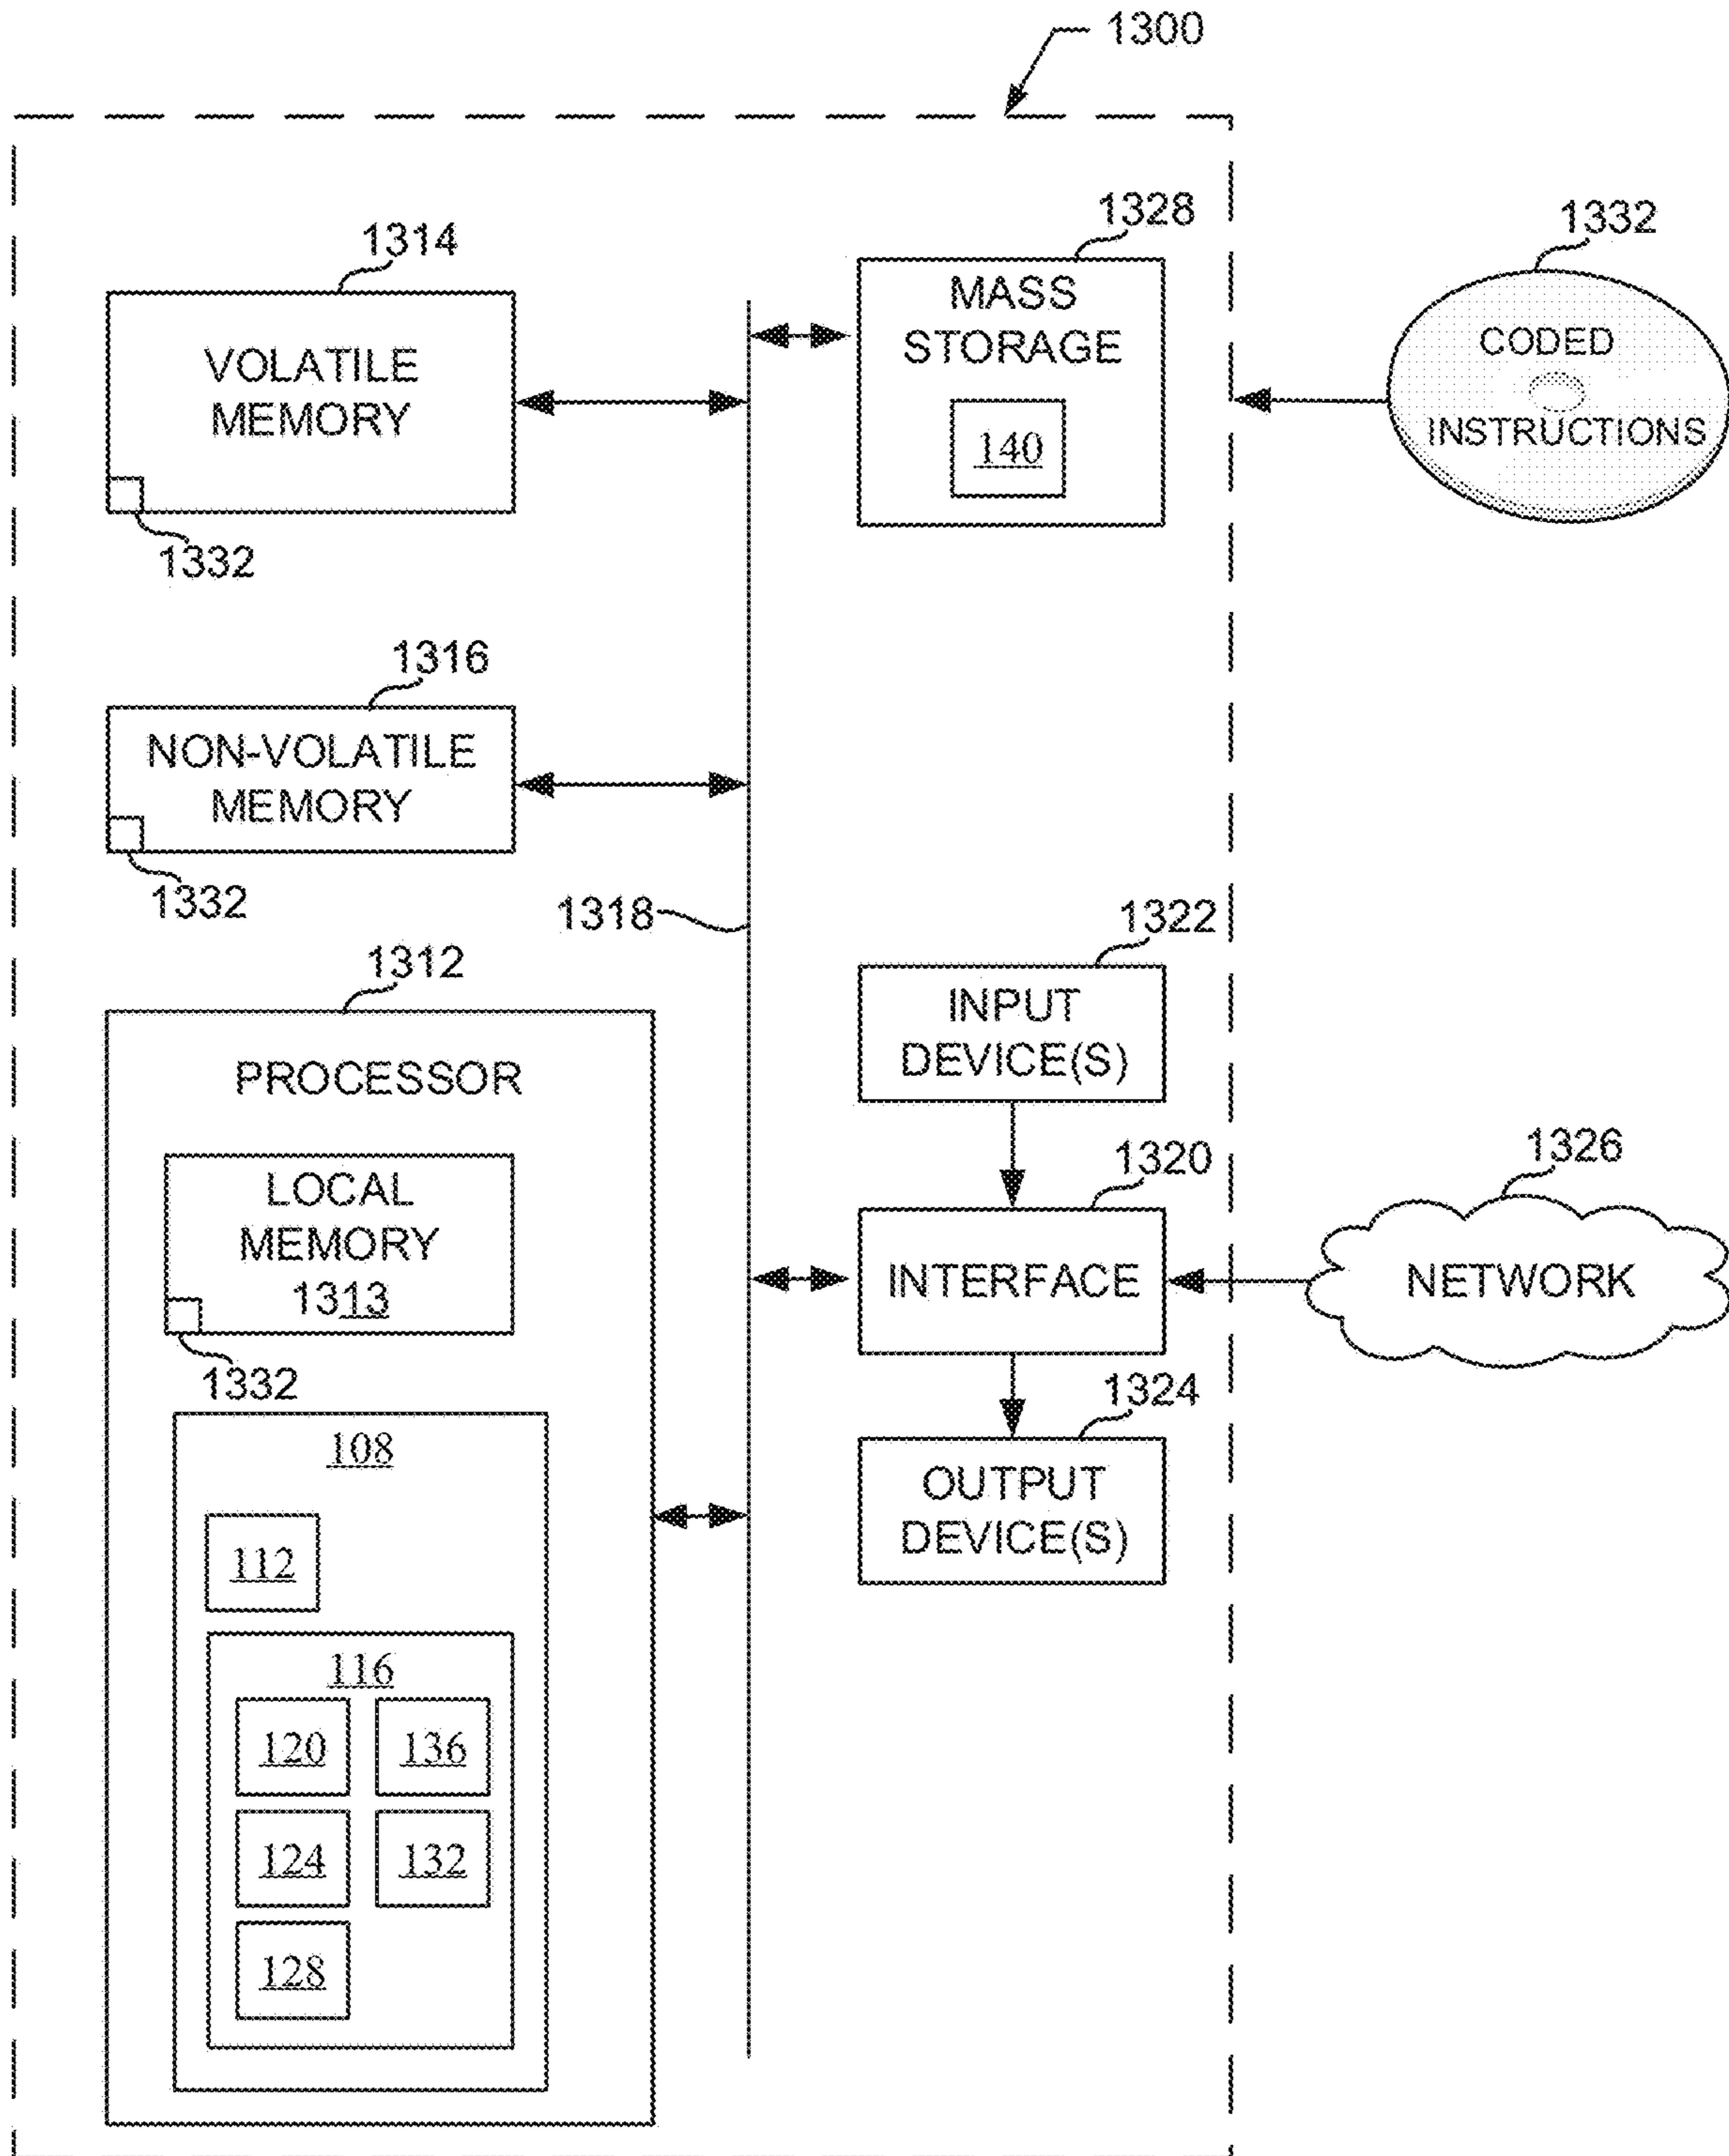 1300
1314
VOLATILE
MEMORY
1332
1328
MASS
STORAGE
140
1332
CODED
INSTRUCTIONS
1316
NON-VOLATILE
MEMORY
1332
1318
1312
PROCESSOR
LOCAL
MEMORY
1313
1332
108
112
116
120
136
124
132
128
1322
INPUT
DEVICE(S)
1320
INTERFACE
1326
NETWORK
1324
OUTPUT
DEVICE(S)